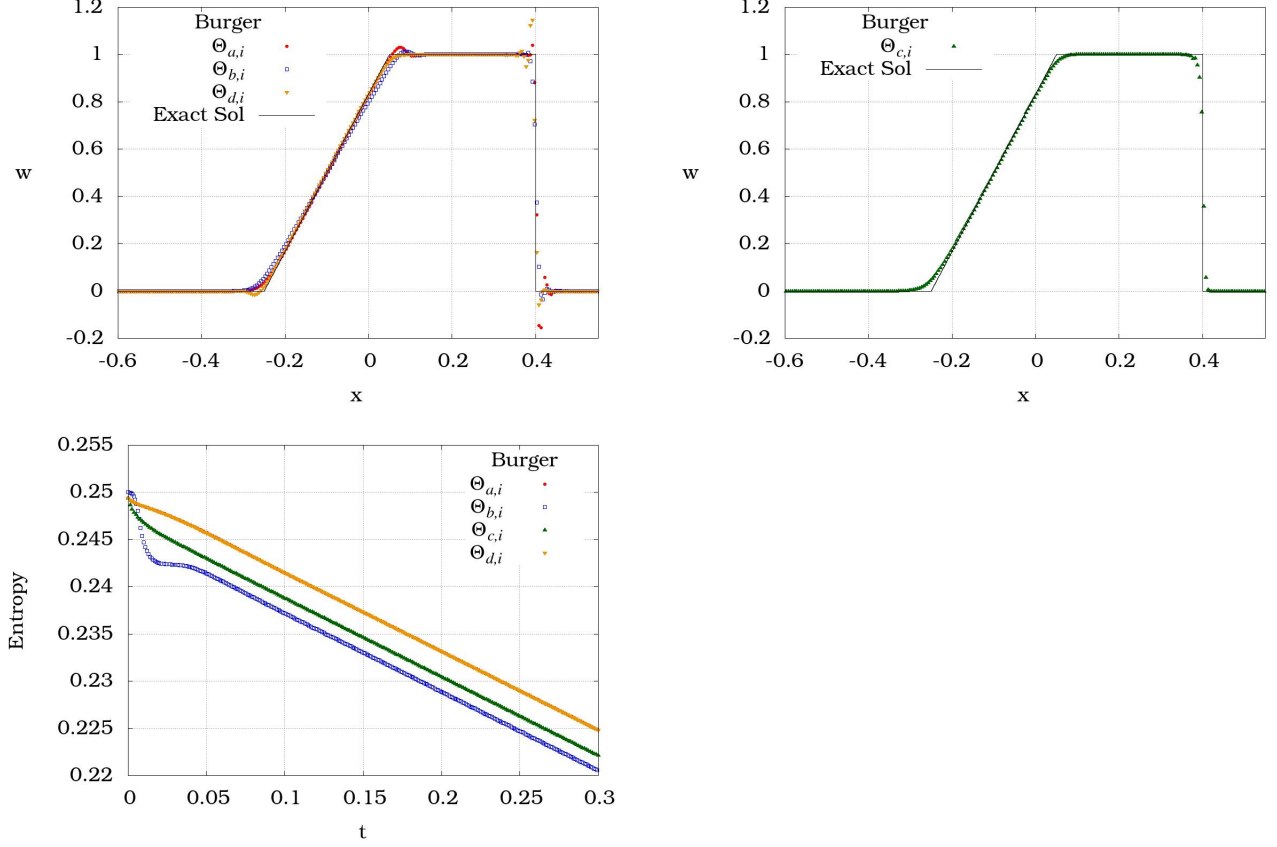 Burger
Θa,i
Θb,i
Θd,i
Exact Sol
1.2
1
0.8
0.6
0.4
0.2
0
-0.2
w
-0.6
-0.4
-0.2
0
0.2
0.4
x
Burger
Θc,i
Exact Sol
1.2
1
0.8
0.6
0.4
0.2
0
-0.2
w
-0.6
-0.4
-0.2
0
0.2
0.4
x
Burger
Θa,i
Θb,i
Θc,i
Θd,i
0.255
0.25
0.245
0.24
0.235
0.23
0.225
0.22
Entropy
0
0.05
0.1
0.15
0.2
0.25
0.3
t